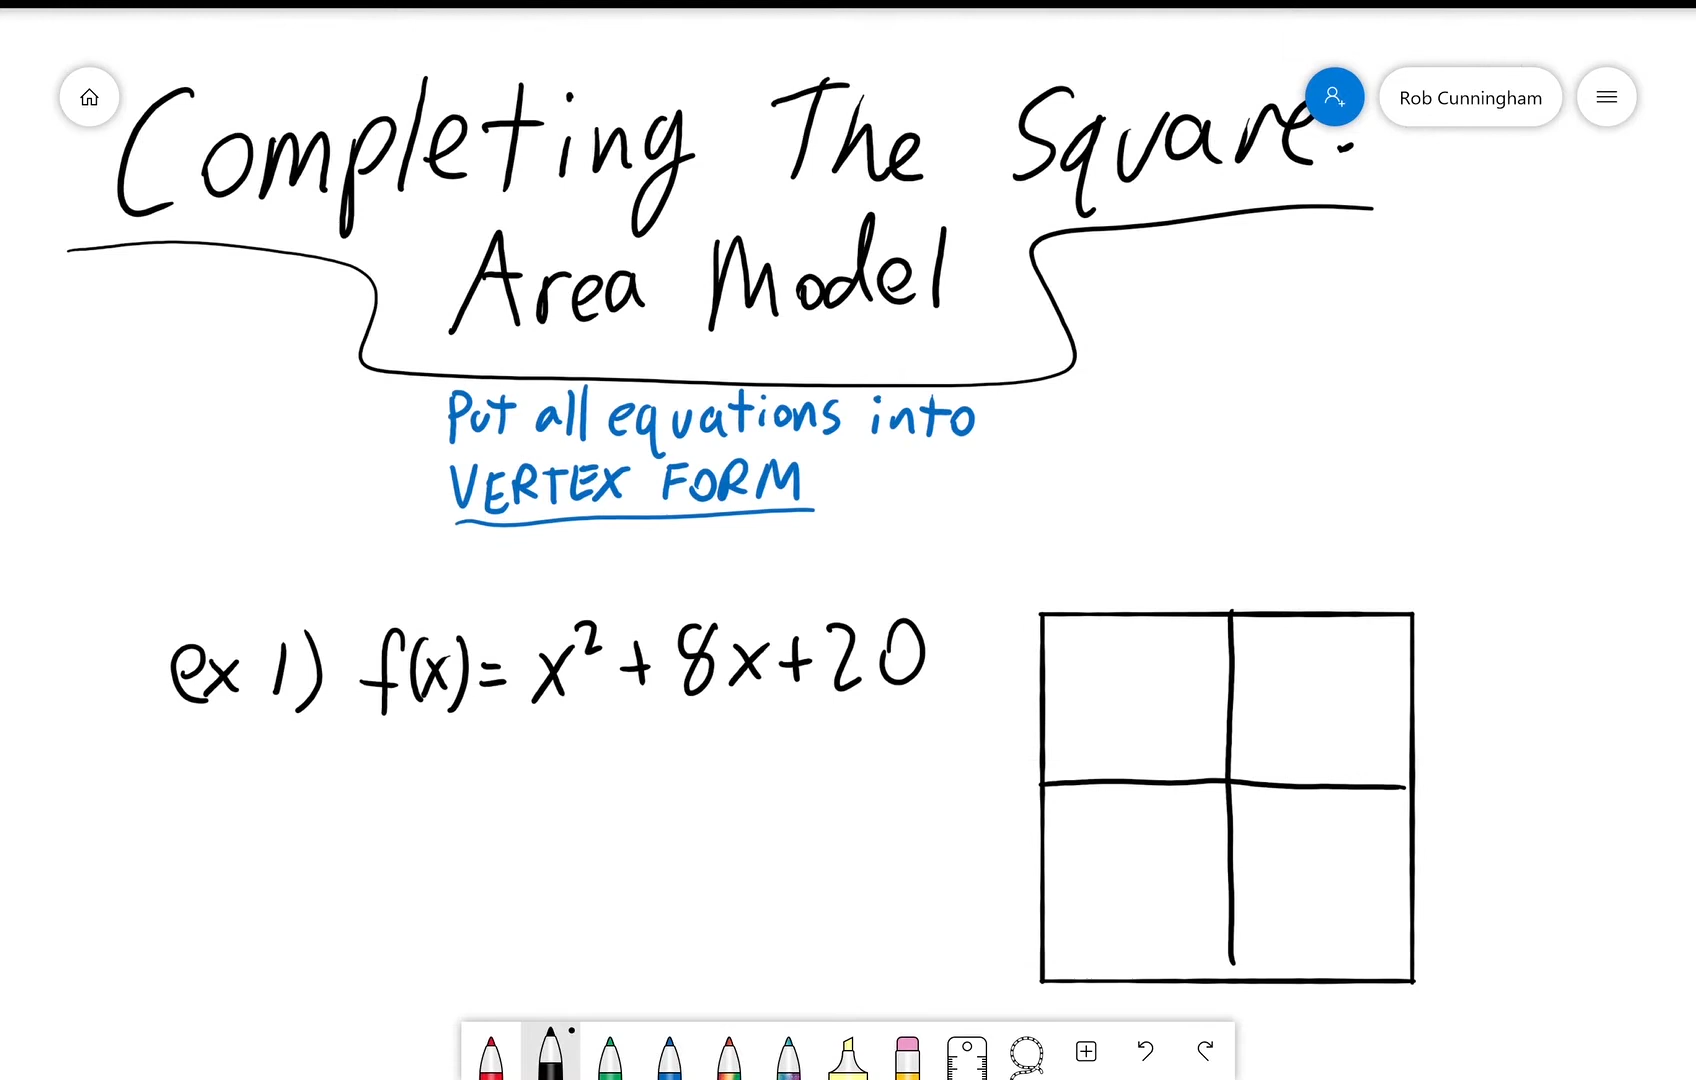 Completing The Square:
Rob Cunningham
Area Model
Put all equations into
VERTEX FORM
ex 1) f(x)= x² + 8x+20